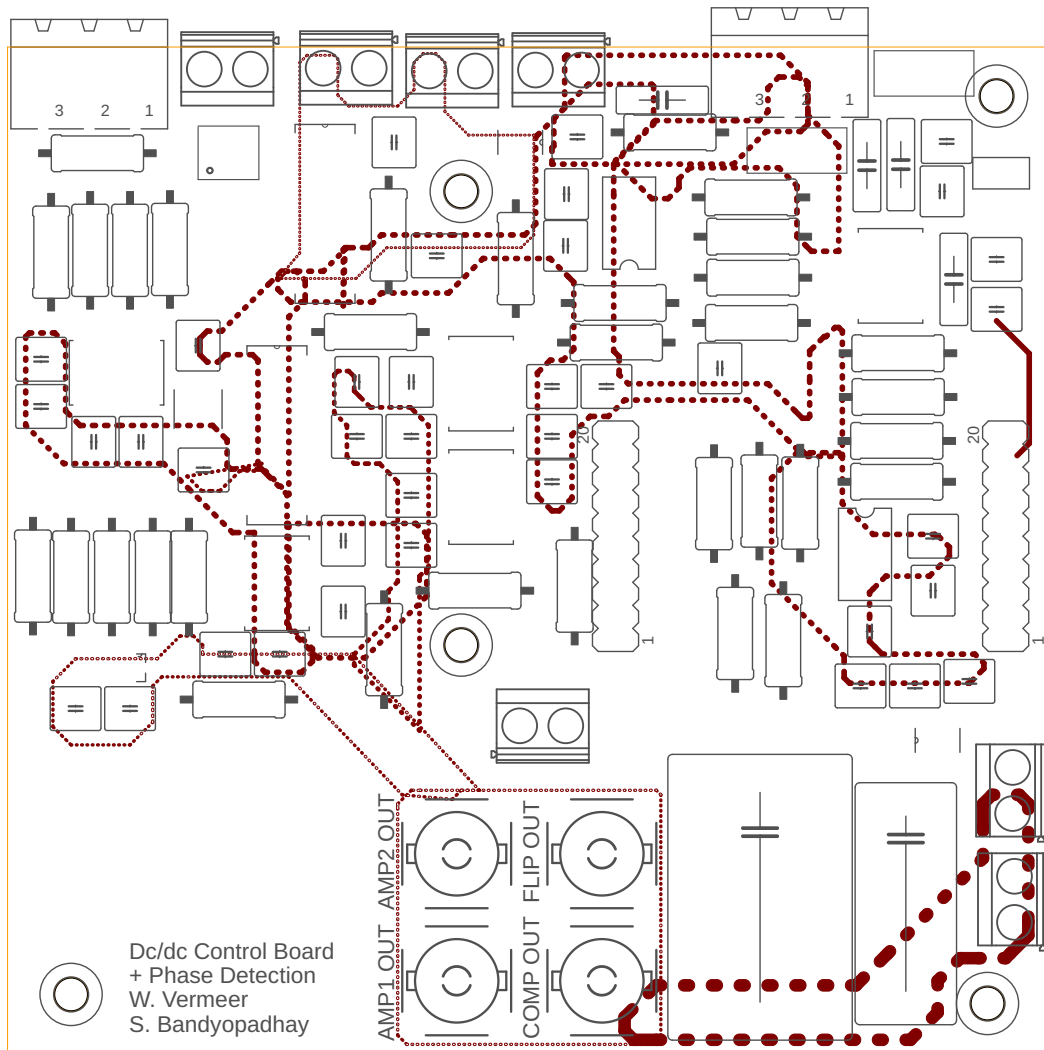 3 2 1
3 2 1
20
20
1
1
AMP2 OUT
FLIP OUT
AMP1 OUT
COMP OUT
Dc/dc Control Board
+ Phase Detection
W. Vermeer
S. Bandyopadhay